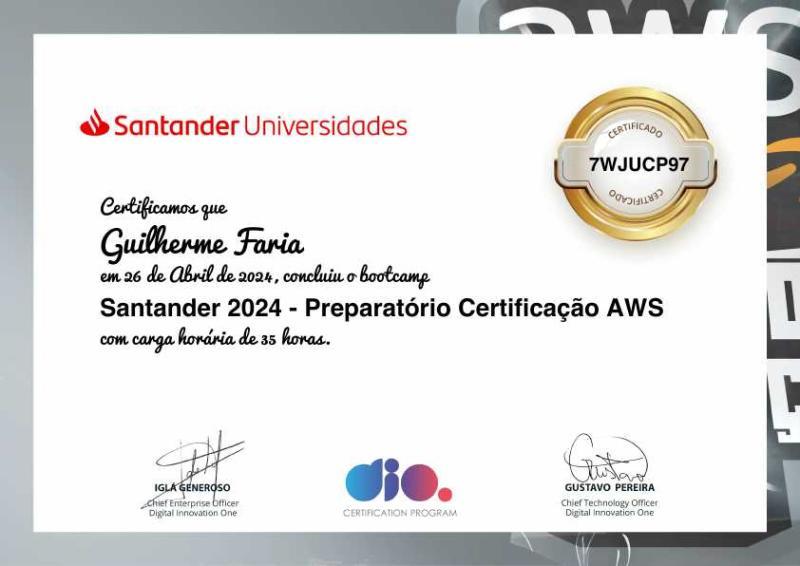 aws
Santander Universidades
CERTIFICADO
7WJUCP97
CERTIFICADO
Certificamos que
Guilherme Faria
em 26 de Abril de 2024, concluiu o bootcamp
Santander 2024 - Preparatório Certificação AWS
com carga horária de 35 horas.
IGLÁ GENEROSO
Chief Enterprise Officer
Digital Innovation One
dio.
CERTIFICATION PROGRAM
GUSTAVO PEREIRA
Chief Technology Officer
Digital Innovation One